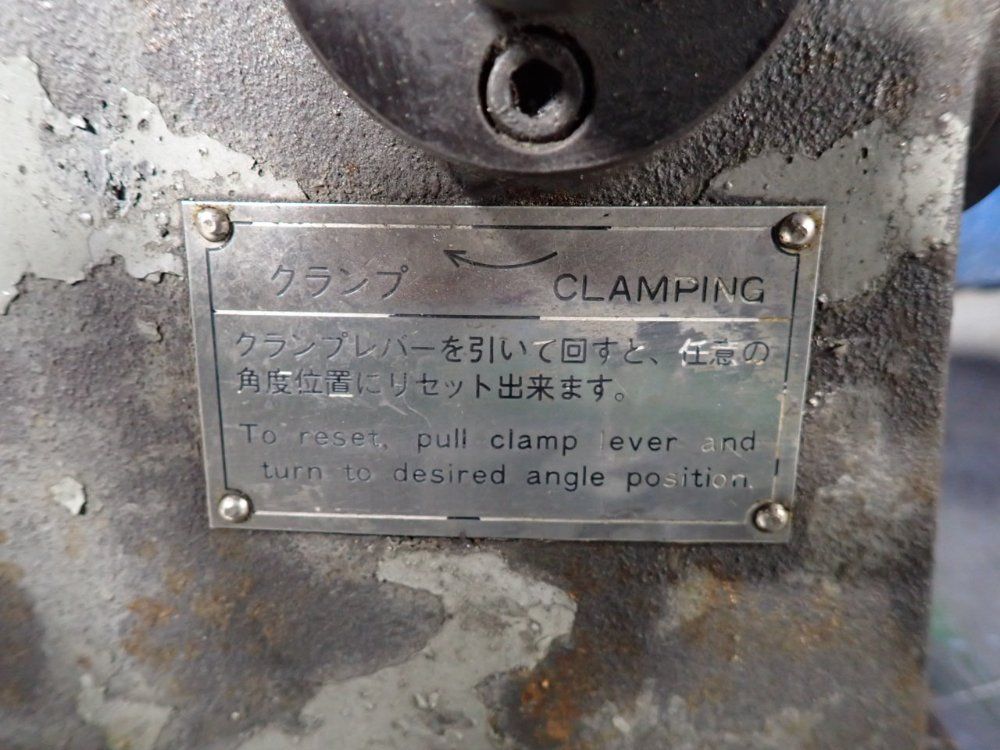 クランプ CLAMPING
クランプレバーを引いて回すと、任意の
角度位置にリセット出来ます。
To reset, pull clamp lever and
turn to desired angle position.